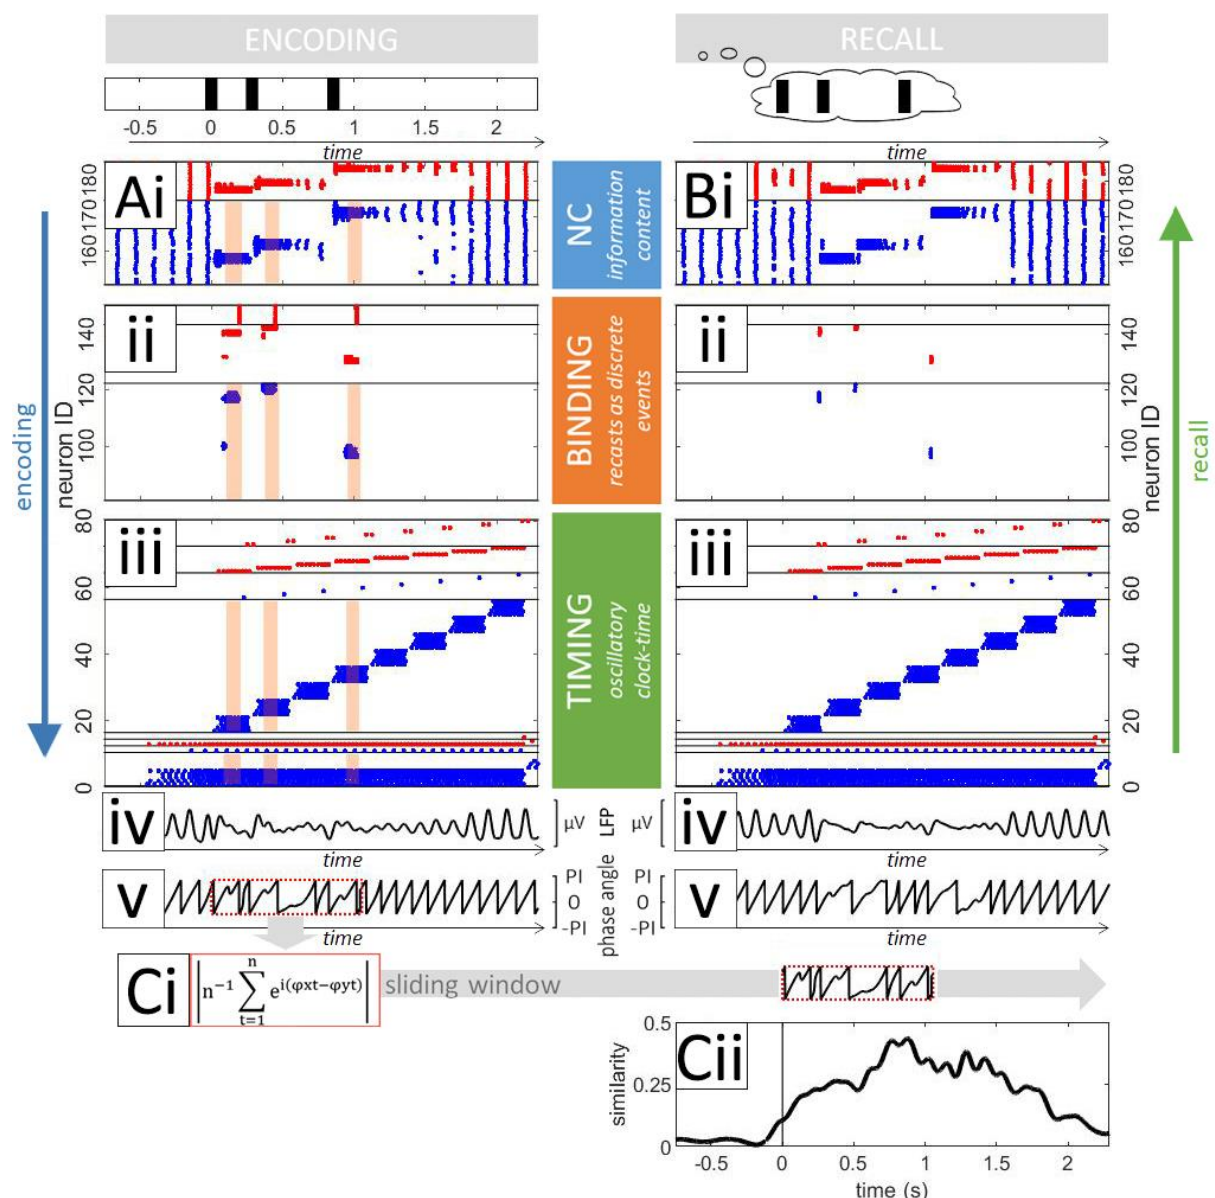 ENCODING
RECALL
-0.5 0 0.5 1 1.5 2
time
time
Ai
160 170 180
NC
information
content
Bi
160 170 180
ii
100 120 140
BINDING
recasts as discrete
events
ii
100 120 140
encoding
neuron ID
neuron ID
recall
iii
0 20 40 60 80
TIMING
oscillatory
clock-time
iii
0 20 40 60 80
iv
µV LFP µV
iv
time
time
v
PI
0
-PI
phase angle
PI
0
-PI
v
time
time
Ci
|n⁻¹ ∑ₜ₌₁ⁿ e^i(φxt−φyt)|
sliding window
Cii
similarity
0.5
0.25
0
-0.5 0 0.5 1 1.5 2
time (s)